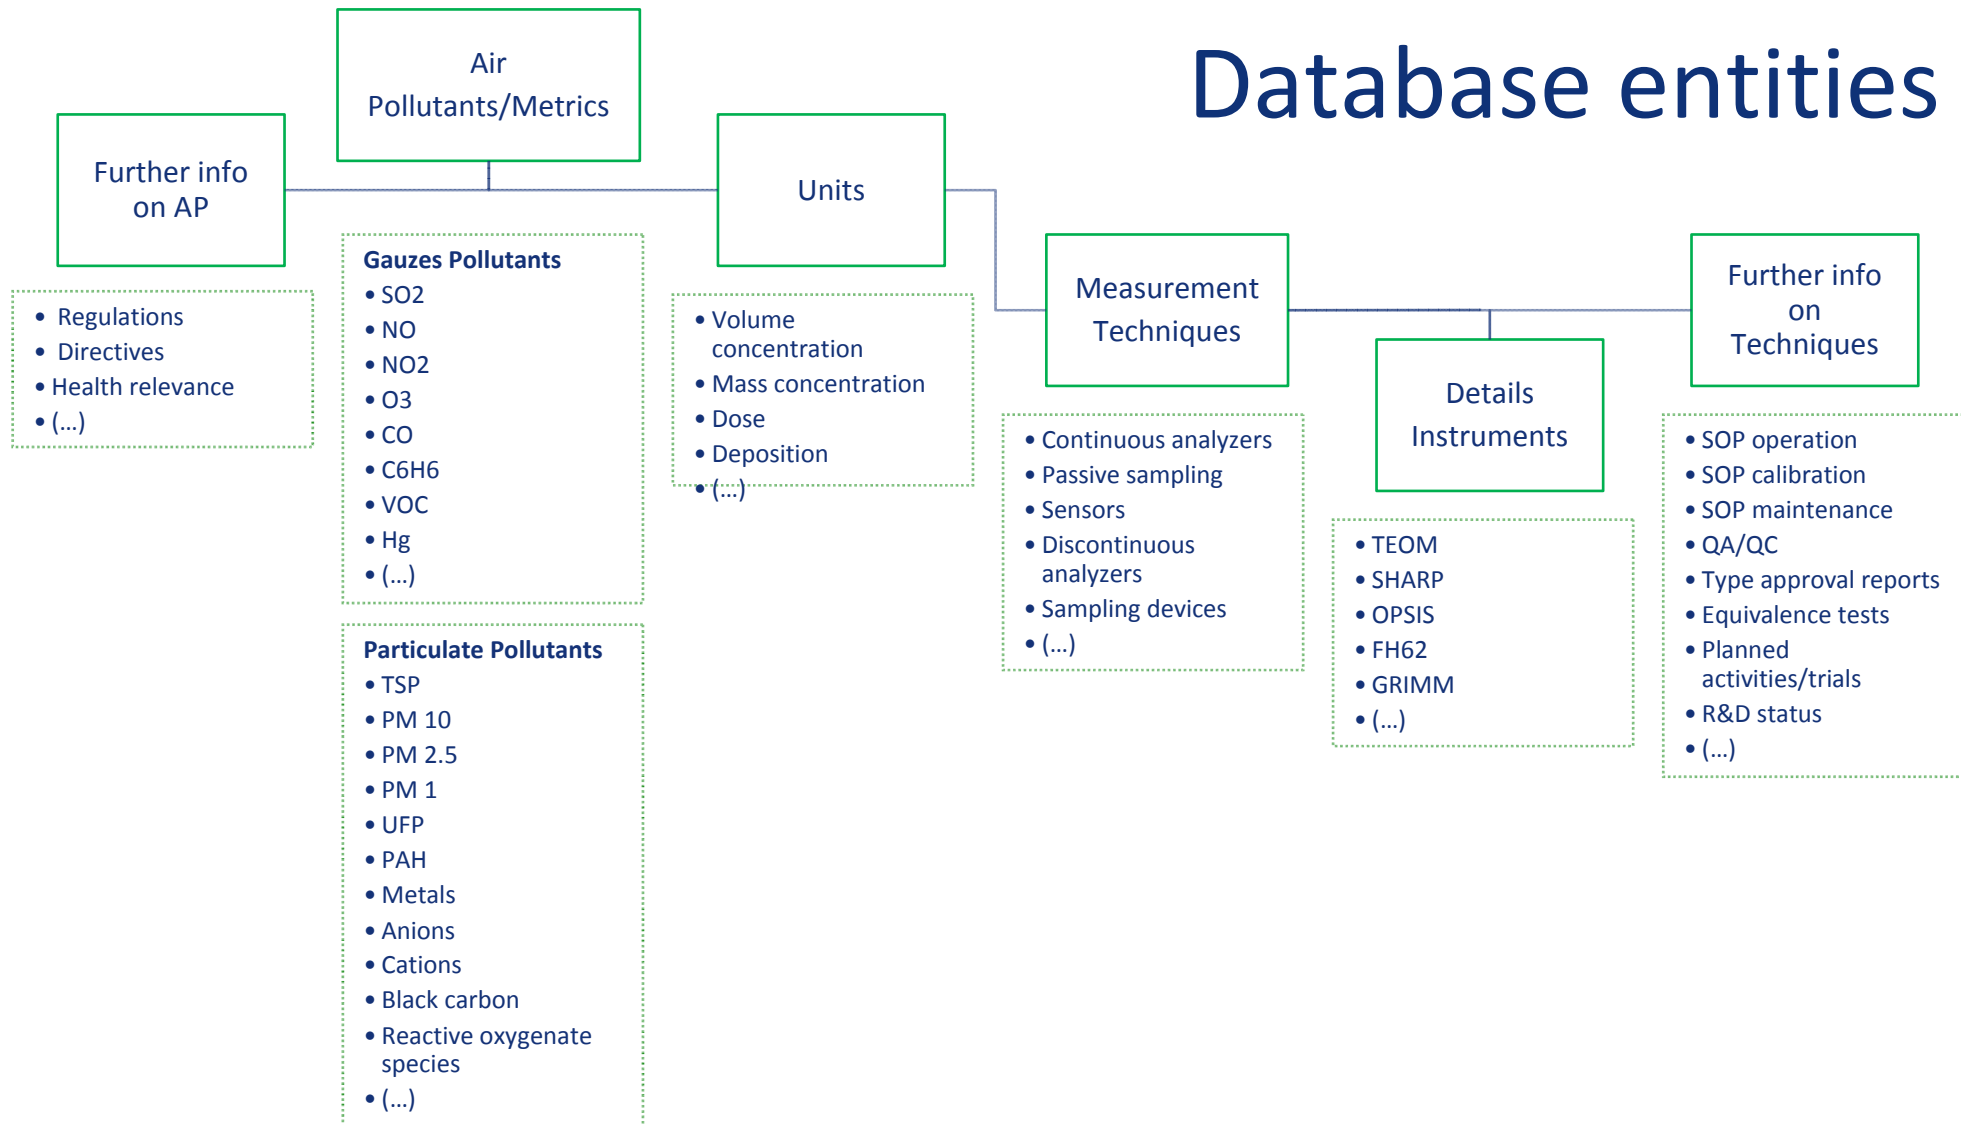 Database entities
Air
Pollutants/Metrics
Further info
on AP
Units
• Regulations
• Directives
• Health relevance
• (...)
Gauzes Pollutants
• SO2
• NO
• NO2
• O3
• CO
• C6H6
• VOC
• Hg
• (...)
Particulate Pollutants
• TSP
• PM 10
• PM 2.5
• PM 1
• UFP
• PAH
• Metals
• Anions
• Cations
• Black carbon
• Reactive oxygenate
species
• (...)
• Volume
concentration
• Mass concentration
• Dose
• Deposition
• (...)
Measurement
Techniques
• Continuous analyzers
• Passive sampling
• Sensors
• Discontinuous
analyzers
• Sampling devices
• (...)
Details
Instruments
• TEOM
• SHARP
• OPSIS
• FH62
• GRIMM
• (...)
Further info
on
Techniques
• SOP operation
• SOP calibration
• SOP maintenance
• QA/QC
• Type approval reports
• Equivalence tests
• Planned
activities/trials
• R&D status
• (...)